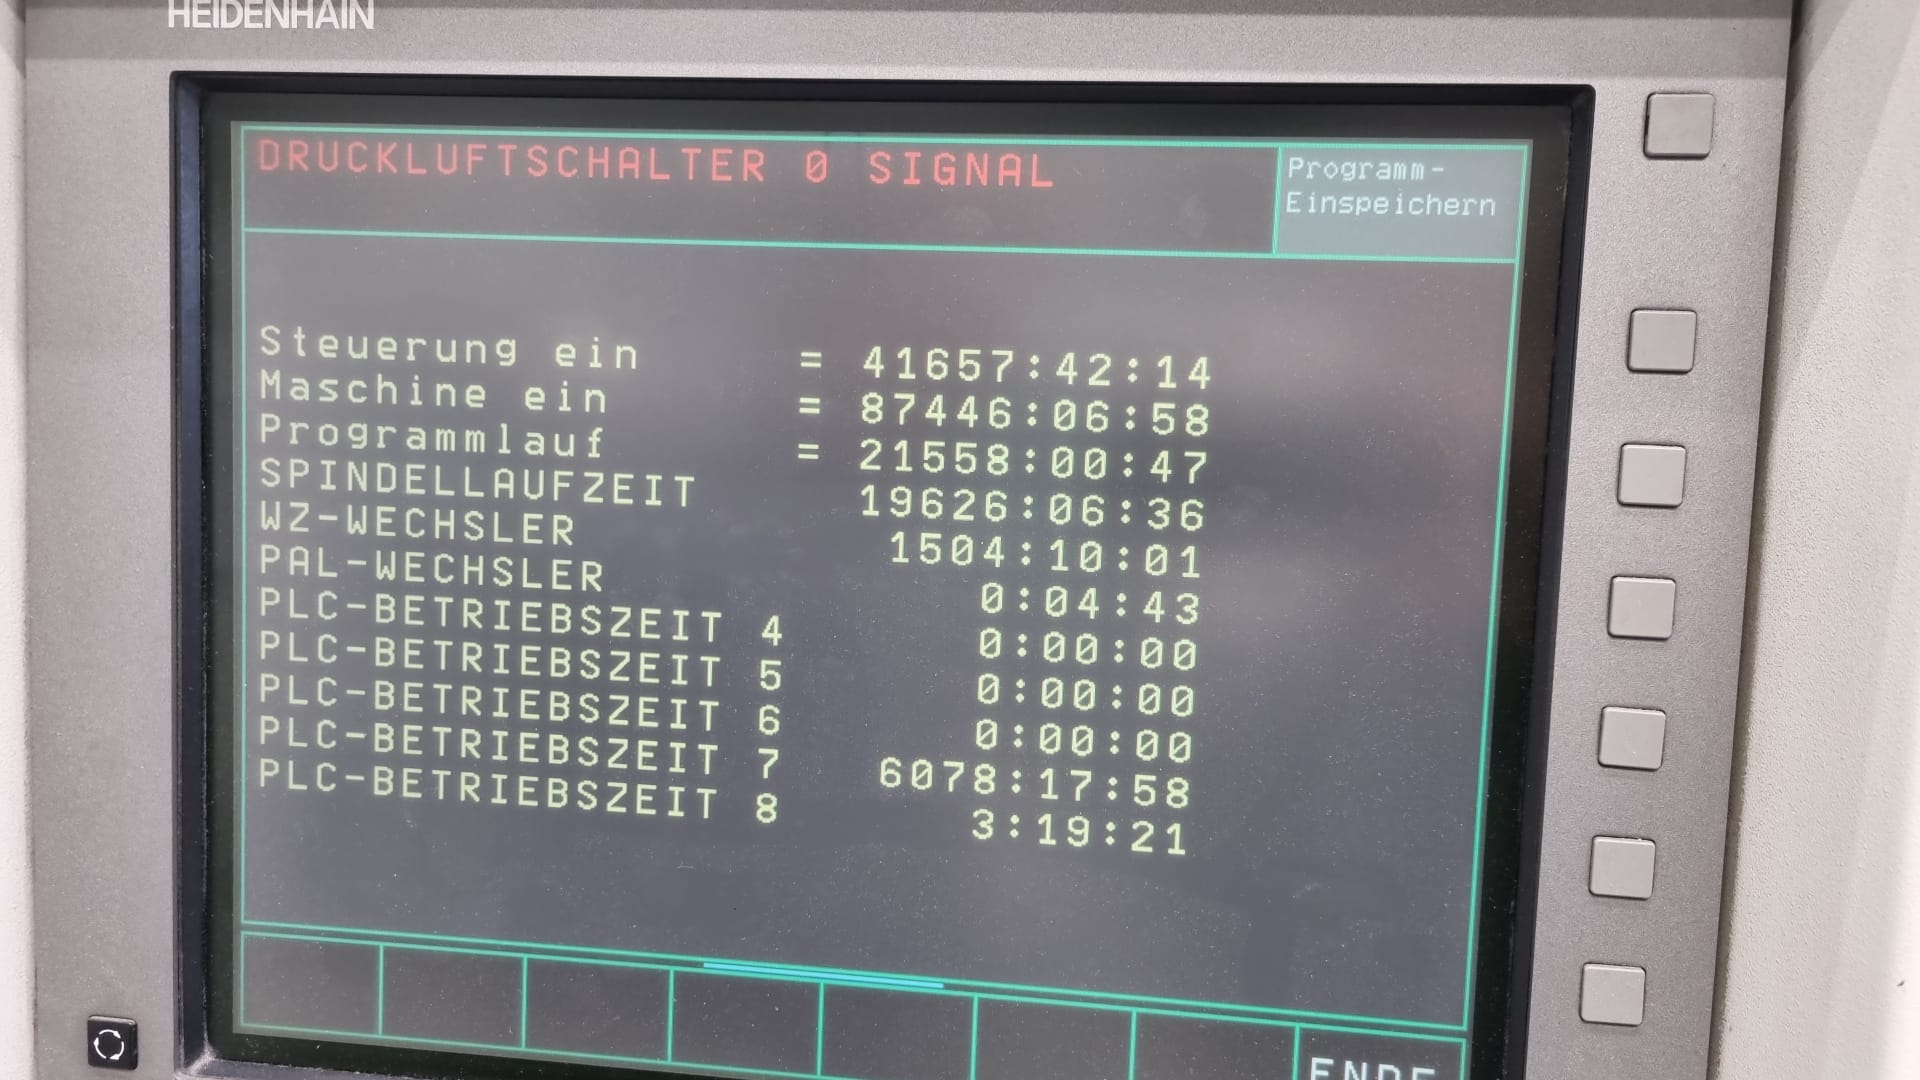 HEIDENHAIN
DRUCKLUFTSCHALTER 0 SIGNAL
Programm-
Einspeichern
Steuerung ein = 41657:42:14
Maschine ein = 87446:06:58
Programmlauf = 21558:00:47
SPINDELLAUFZEIT 19626:06:36
WZ-WECHSLER 1504:10:01
PAL-WECHSLER 0:04:43
PLC-BETRIEBSZEIT 4 0:00:00
PLC-BETRIEBSZEIT 5 0:00:00
PLC-BETRIEBSZEIT 6 0:00:00
PLC-BETRIEBSZEIT 7 6078:17:58
PLC-BETRIEBSZEIT 8 3:19:21
ENDE